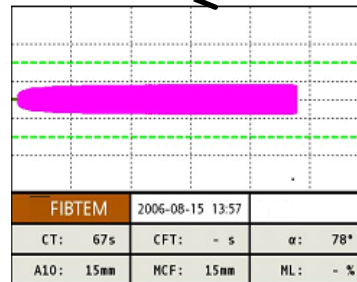 FIBTEM 2006-08-15 13:57
CT: 67s CFT: - s α: 78°
A10: 15mm MCF: 15mm ML: - %